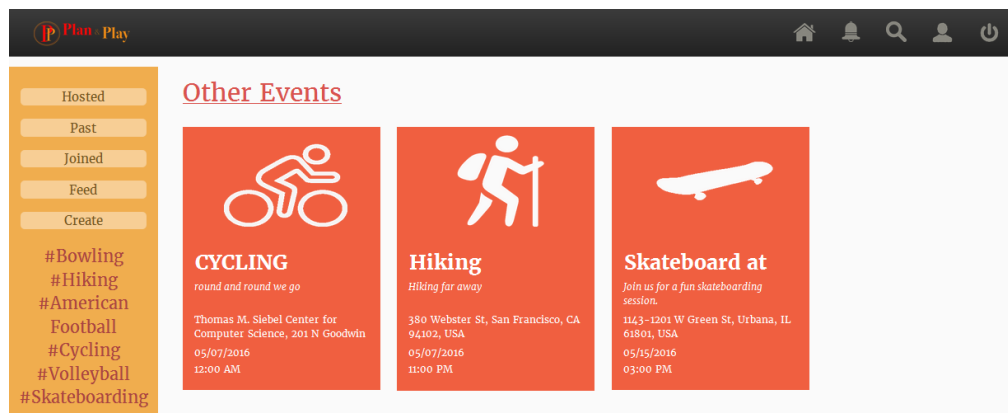 Plan & Play
Hosted
Past
Joined
Feed
Create
#Bowling
#Hiking
#American
Football
#Cycling
#Volleyball
#Skateboarding
Other Events
CYCLING
round and round we go
Thomas M. Siebel Center for
Computer Science, 201 N Goodwin
05/07/2016
12:00 AM
Hiking
Hiking far away
380 Webster St, San Francisco, CA
94102, USA
05/07/2016
11:00 PM
Skateboard at
Join us for a fun skateboarding
session.
1143-1201 W Green St, Urbana, IL
61801, USA
05/15/2016
03:00 PM